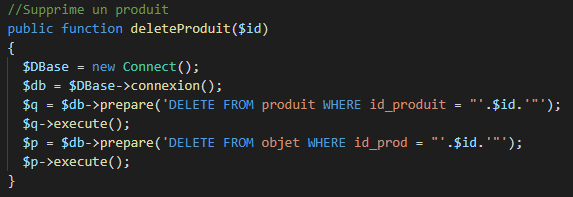 //Supprime un produit
public function deleteProduit($id)
{
$DBase = new Connect();
$db = $DBase->connexion();
$q = $db->prepare('DELETE FROM produit WHERE id_produit = "'.$id.'"');
$q->execute();
$p = $db->prepare('DELETE FROM objet WHERE id_prod = "'.$id.'"');
$p->execute();
}